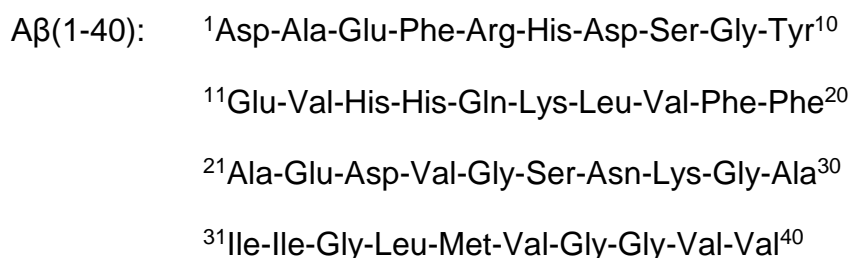 Aβ(1-40): ¹Asp-Ala-Glu-Phe-Arg-His-Asp-Ser-Gly-Tyr¹⁰
¹¹Glu-Val-His-His-Gln-Lys-Leu-Val-Phe-Phe²⁰
²¹Ala-Glu-Asp-Val-Gly-Ser-Asn-Lys-Gly-Ala³⁰
³¹Ile-Ile-Gly-Leu-Met-Val-Gly-Gly-Val-Val⁴⁰